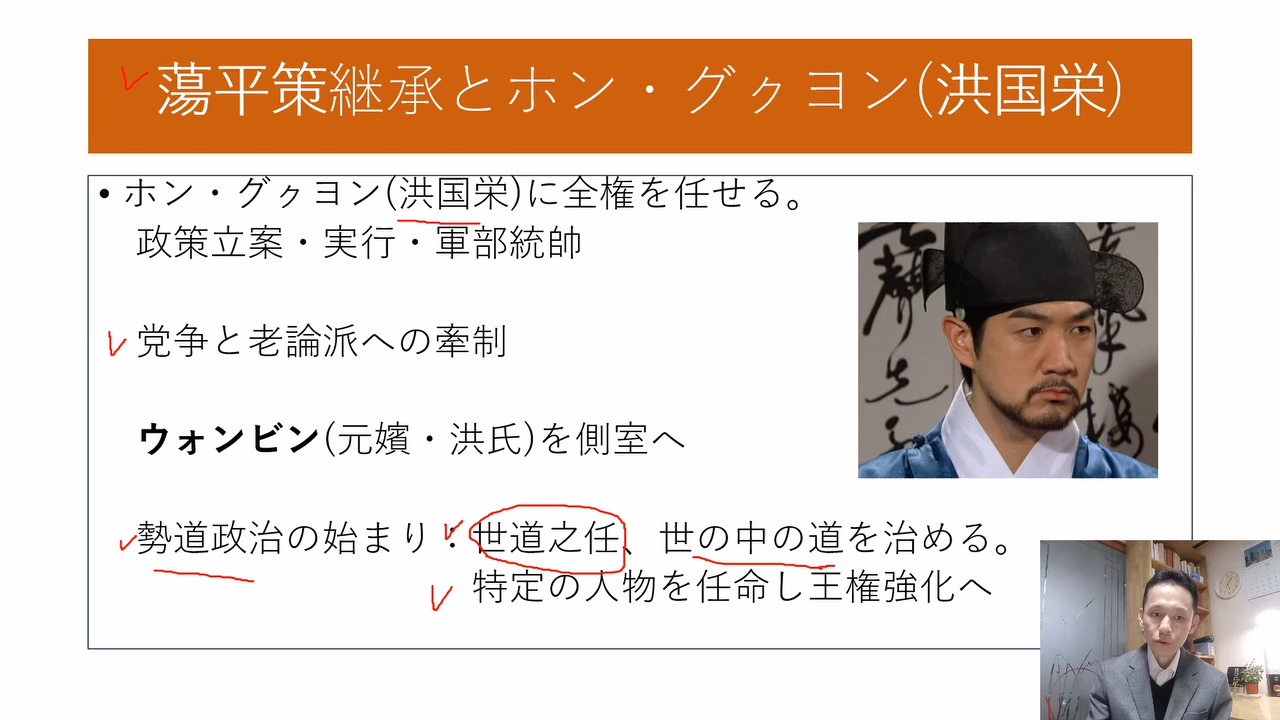 蕩平策継承とホン・グㇰヨン(洪国栄)
• ホン・グㇰヨン(洪国栄)に全権を任せる。
政策立案・実行・軍部統帥
党争と老論派への牽制
ウォンビン(元嬪・洪氏)を側室へ
勢道政治の始まり：世道之任、世の中の道を治める。
特定の人物を任命し王権強化へ